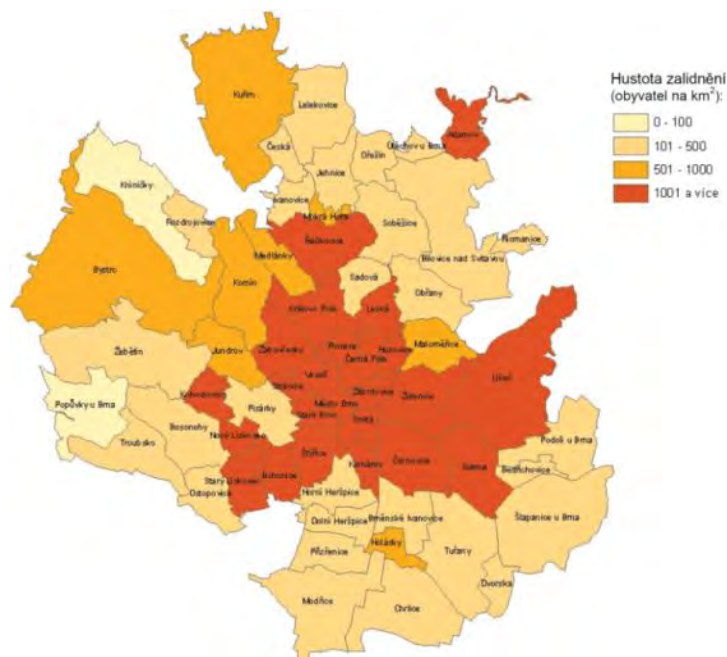 Hustota zalidnění
(obyvatel na km²):
0 - 100
101 - 500
501 - 1000
1001 a více
Kuřim
Lelekovice
Adamov
Česká
Ořešín
Útěchov u Brna
Jehnice
Kníničky
Ivanovice
Mokrá Hora
Rozdrojovice
Soběšice
Řečkovice
Řícmanice
Medlánky
Bílovice nad Svitavou
Bystrc
Komín
Sadová
Obřany
Královo Pole
Lesná
Maloměřice
Jundrov
Žabovřesky
Ponava
Husovice
Žebětín
Černá Pole
Líšeň
Veveří
Stránice
Kohoutovice
Zábrdovice
Židenice
Popůvky u Brna
Pisárky
Město Brno
Staré Brno
Trnitá
Bosonohy
Troubsko
Nový Lískovec
Podolí u Brna
Štýřice
Černovice
Slatina
Bedřichovice
Starý Lískovec
Bohunice
Komárov
Ostopovice
Horní Heršpice
Šlapanice u Brna
Dolní Heršpice
Brněnské Ivanovice
Holásky
Přízřenice
Tuřany
Dvorska
Modřice
Chrlice